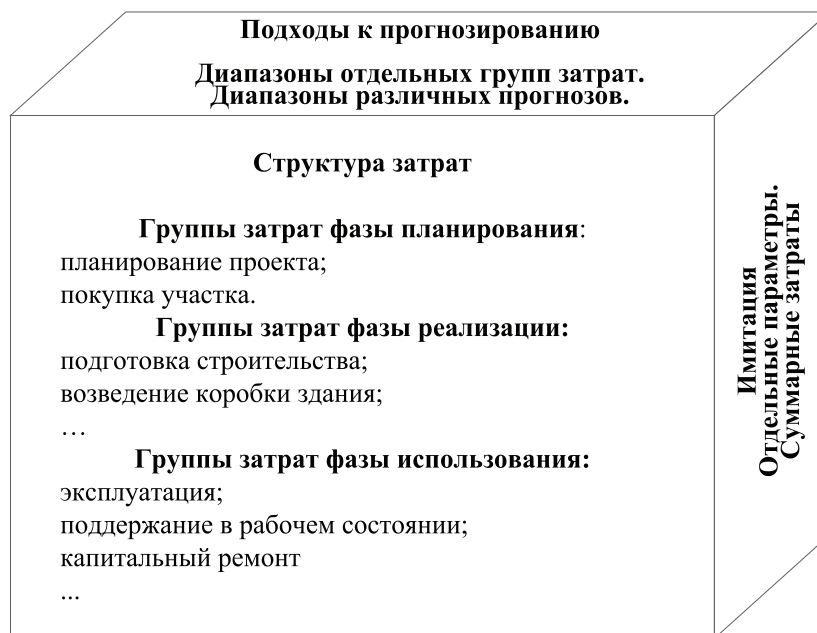 Подходы к прогнозированию
Диапазоны отдельных групп затрат.
Диапазоны различных прогнозов.
Структура затрат
Группы затрат фазы планирования:
планирование проекта;
покупка участка.
Группы затрат фазы реализации:
подготовка строительства;
возведение коробки здания;
…
Группы затрат фазы использования:
эксплуатация;
поддержание в рабочем состоянии;
капитальный ремонт
...
Имитация
Отдельные параметры.
Суммарные затраты